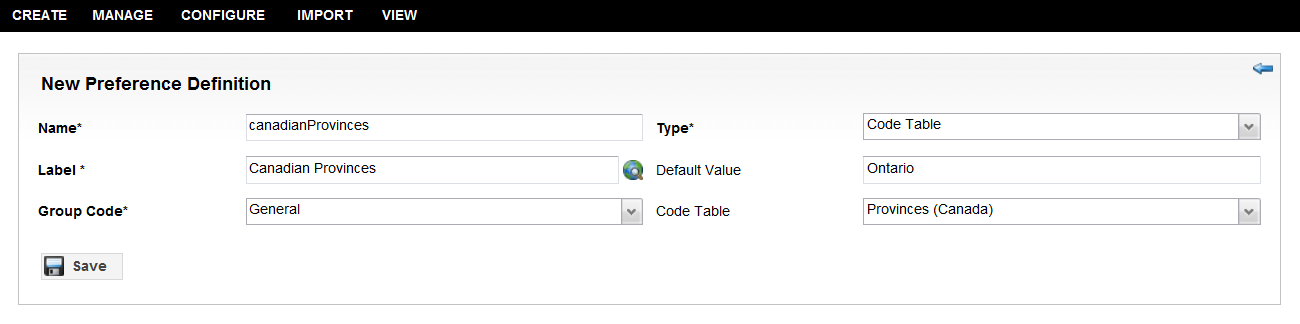 CREATE MANAGE CONFIGURE IMPORT VIEW
New Preference Definition
Name* canadianProvinces Type* Code Table
Label * Canadian Provinces Default Value Ontario
Group Code* General Code Table Provinces (Canada)
Save